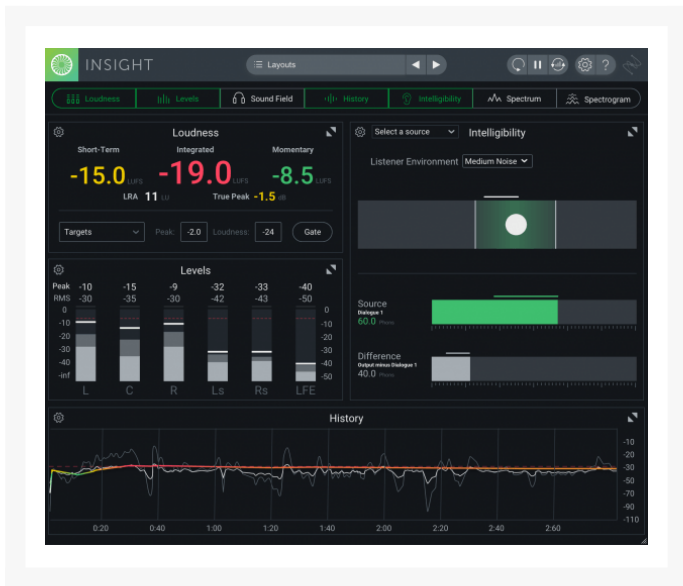 INSIGHT
Layouts
Loudness Levels Sound Field History Intelligibility Spectrum Spectrogram
Loudness
Short-Term Integrated Momentary
-15.0 LUFS -19.0 LUFS -8.5 LUFS
LRA 11 LU True Peak -1.5 dB
Targets Peak: -2.0 Loudness: -24 Gate
Select a source Intelligibility
Listener Environment Medium Noise
Source
Dialogue 1
60.0 Phones
Difference
Output minus Dialogue 1
40.0 Phones
Levels
Peak -10 -15 -9 -32 -33 -40
RMS -30 -35 -30 -42 -43 -50
0 0
-10 -10
-20 -20
-30 -30
-40 -40
-inf -50
L C R Ls Rs LFE
History
-10
-20
-30
-50
-70
-90
-110
0:20 0:40 1:00 1:20 1:40 2:00 2:20 2:40 2:60